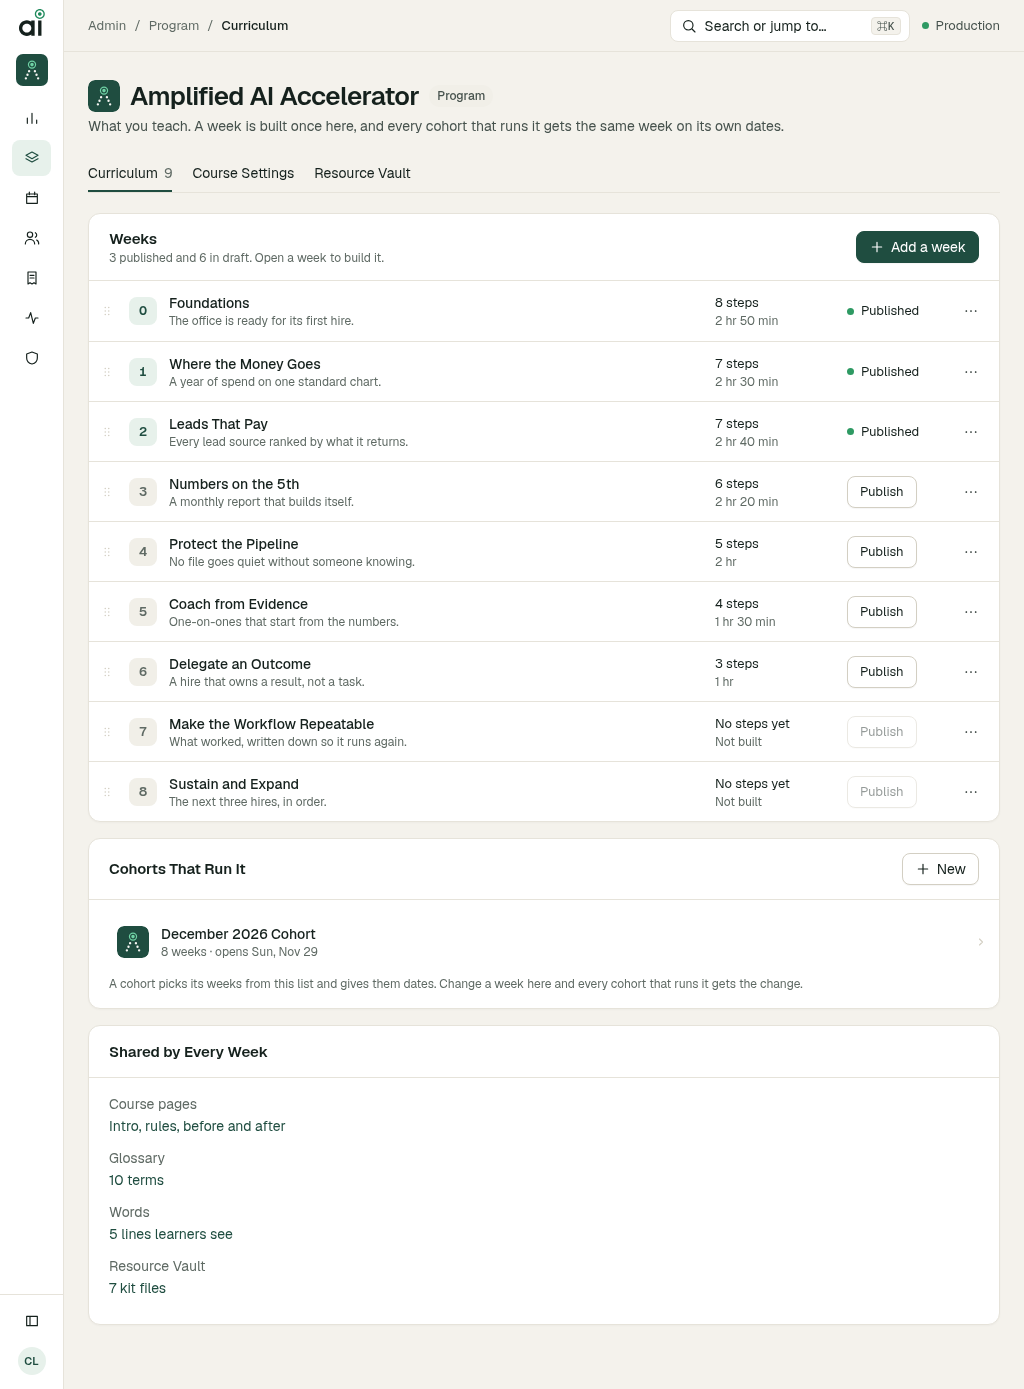 ai
Admin / Program / Curriculum
Search or jump to...
⌘K
Production
Amplified AI Accelerator
Program
What you teach. A week is built once here, and every cohort that runs it gets the same week on its own dates.
Curriculum 9
Course Settings
Resource Vault
Weeks
3 published and 6 in draft. Open a week to build it.
Add a week
0
Foundations
The office is ready for its first hire.
8 steps
2 hr 50 min
Published
1
Where the Money Goes
A year of spend on one standard chart.
7 steps
2 hr 30 min
Published
2
Leads That Pay
Every lead source ranked by what it returns.
7 steps
2 hr 40 min
Published
3
Numbers on the 5th
A monthly report that builds itself.
6 steps
2 hr 20 min
Publish
4
Protect the Pipeline
No file goes quiet without someone knowing.
5 steps
2 hr
Publish
5
Coach from Evidence
One-on-ones that start from the numbers.
4 steps
1 hr 30 min
Publish
6
Delegate an Outcome
A hire that owns a result, not a task.
3 steps
1 hr
Publish
7
Make the Workflow Repeatable
What worked, written down so it runs again.
No steps yet
Not built
Publish
8
Sustain and Expand
The next three hires, in order.
No steps yet
Not built
Publish
Cohorts That Run It
New
December 2026 Cohort
8 weeks · opens Sun, Nov 29
A cohort picks its weeks from this list and gives them dates. Change a week here and every cohort that runs it gets the change.
Shared by Every Week
Course pages
Intro, rules, before and after
Glossary
10 terms
Words
5 lines learners see
Resource Vault
7 kit files
CL